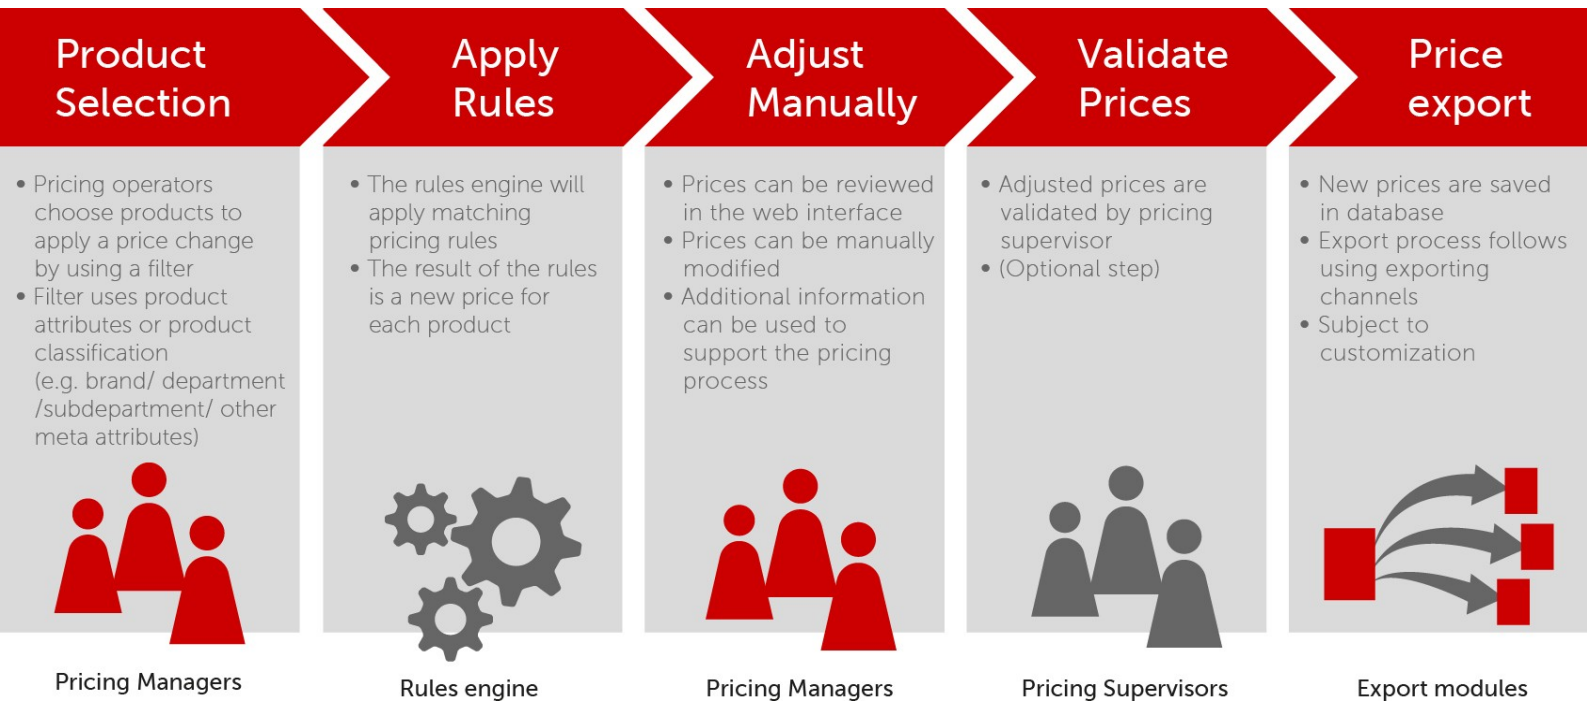 Product
Selection
Apply
Rules
Adjust
Manually
Validate
Prices
Price
export
• Pricing operators
choose products to
apply a price change
by using a filter
• Filter uses product
attributes or product
classification
(e.g. brand/ department
/subdepartment/ other
meta attributes)
• The rules engine will
apply matching
pricing rules
• The result of the rules
is a new price for
each product
• Prices can be reviewed
in the web interface
• Prices can be manually
modified
• Additional information
can be used to
support the pricing
process
• Adjusted prices are
validated by pricing
supervisor
• (Optional step)
• New prices are saved
in database
• Export process follows
using exporting
channels
• Subject to
customization
Pricing Managers
Rules engine
Pricing Managers
Pricing Supervisors
Export modules